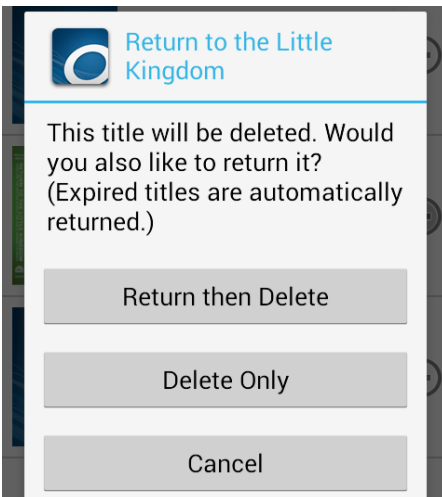 Return to the Little
Kingdom
This title will be deleted. Would
you also like to return it?
(Expired titles are automatically
returned.)
Return then Delete
Delete Only
Cancel